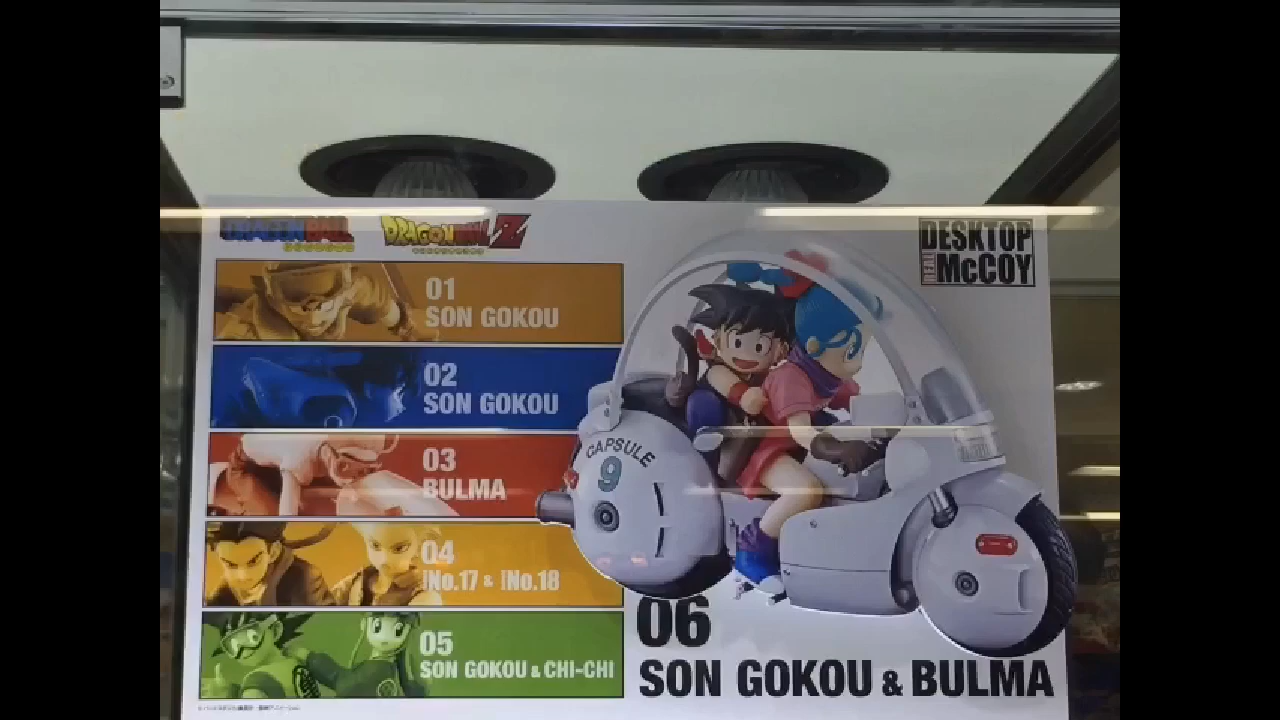 DRAGON BALL
DRAGON BALL Z
DESKTOP
REAL McCOY
01
SON GOKOU
02
SON GOKOU
03
BULMA
04
No.17 & No.18
05
SON GOKOU & CHI-CHI
CAPSULE
9
06
SON GOKOU & BULMA